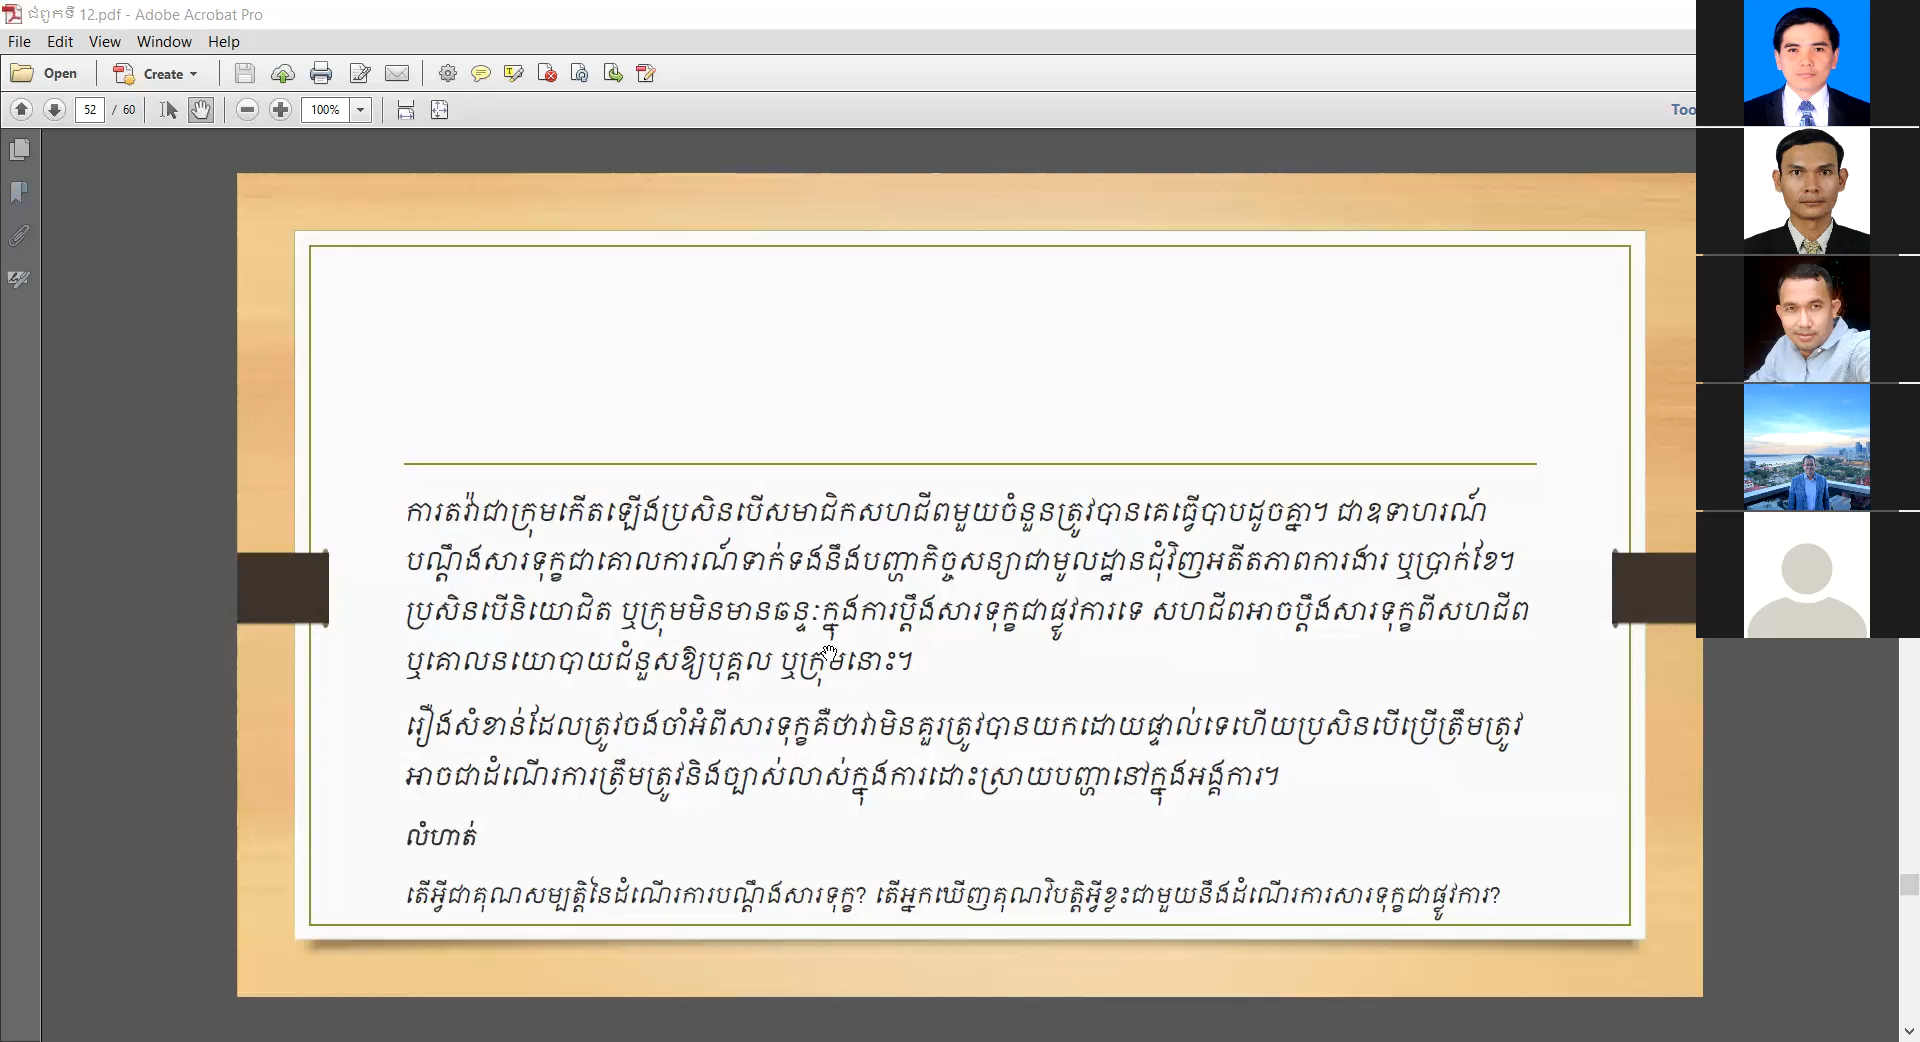 ជំពូកទី 12.pdf - Adobe Acrobat Pro
File Edit View Window Help
Open Create
52 / 60 100% Too
ការតវ៉ាជាក្រុមកើតឡើងប្រសិនបើសមាជិកសហជីពមួយចំនួនត្រូវបានគេធ្វើបាបដូចគ្នា។ ជាឧទាហរណ៍
បណ្តឹងសារទុក្ខជាគោលការណ៍ទាក់ទងនឹងបញ្ហាកិច្ចសន្យាជាមូលដ្ឋានជុំវិញអតីតភាពការងារ ឬប្រាក់ខែ។
ប្រសិនបើនិយោជិត ឬក្រុមមិនមានឆន្ទៈក្នុងការប្តឹងសារទុក្ខជាផ្លូវការទេ សហជីពអាចប្តឹងសារទុក្ខពីសហជីព
ឬគោលនយោបាយជំនួសឱ្យបុគ្គល ឬក្រុមនោះ។
រឿងសំខាន់ដែលត្រូវចងចាំអំពីសារទុក្ខគឺថាវាមិនគួរត្រូវបានយកដោយផ្ទាល់ទេហើយប្រសិនបើប្រើត្រឹមត្រូវ
អាចជាដំណើរការត្រឹមត្រូវនិងច្បាស់លាស់ក្នុងការដោះស្រាយបញ្ហានៅក្នុងអង្គការ។
លំហាត់
តើអ្វីជាគុណសម្បត្តិនៃដំណើរការបណ្តឹងសារទុក្ខ? តើអ្នកឃើញគុណវិបត្តិអ្វីខ្លះជាមួយនឹងដំណើរការសារទុក្ខជាផ្លូវការ?